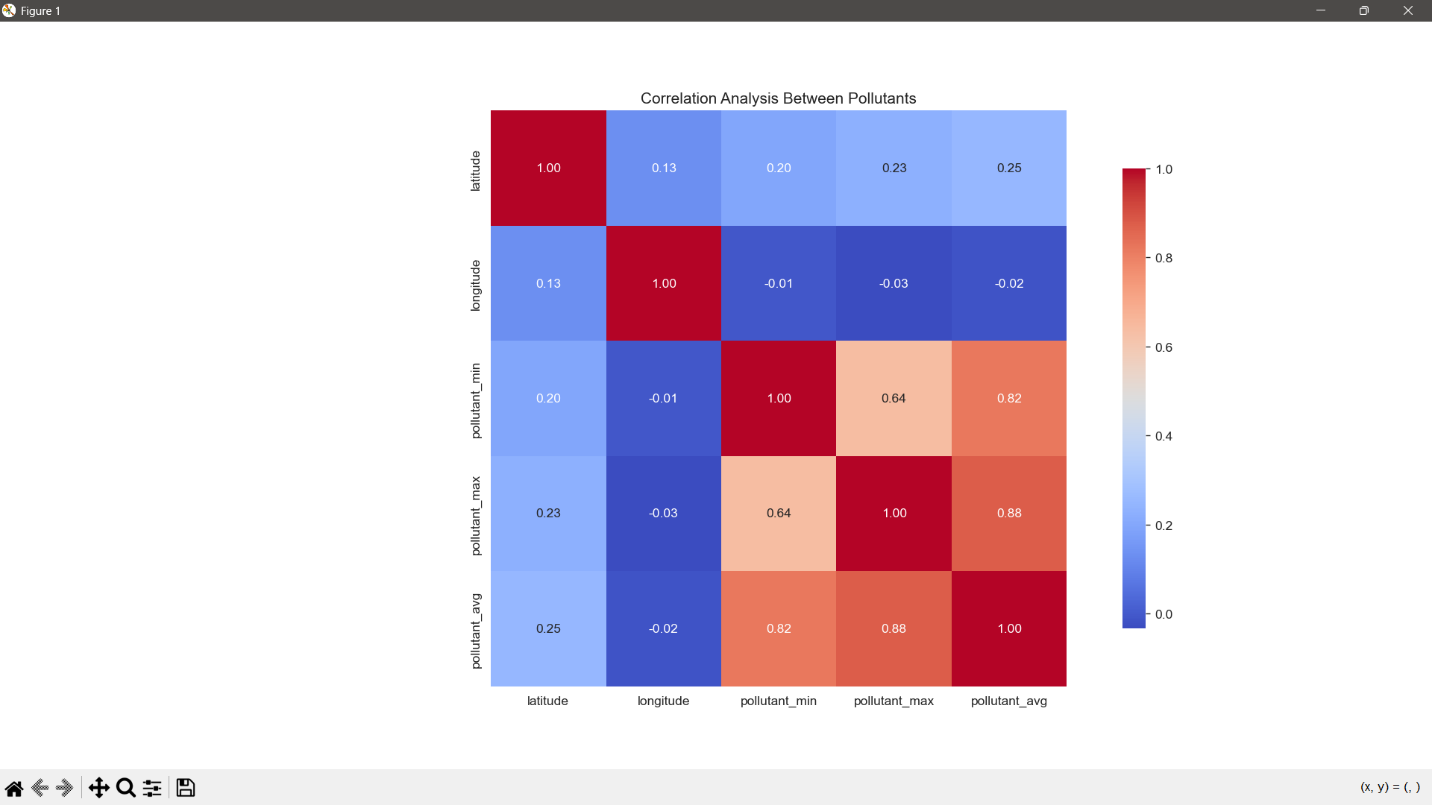 Figure 1
Correlation Analysis Between Pollutants
latitude 1.00 0.13 0.20 0.23 0.25
longitude 0.13 1.00 -0.01 -0.03 -0.02
pollutant_min 0.20 -0.01 1.00 0.64 0.82
pollutant_max 0.23 -0.03 0.64 1.00 0.88
pollutant_avg 0.25 -0.02 0.82 0.88 1.00
latitude longitude pollutant_min pollutant_max pollutant_avg
1.0
0.8
0.6
0.4
0.2
0.0
(x, y) = (, )